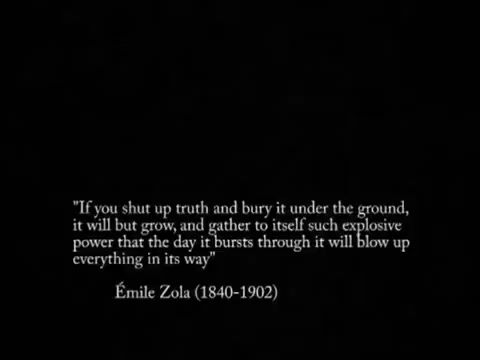 "If you shut up truth and bury it under the ground,
it will but grow, and gather to itself such explosive
power that the day it bursts through it will blow up
everything in its way"
Émile Zola (1840-1902)